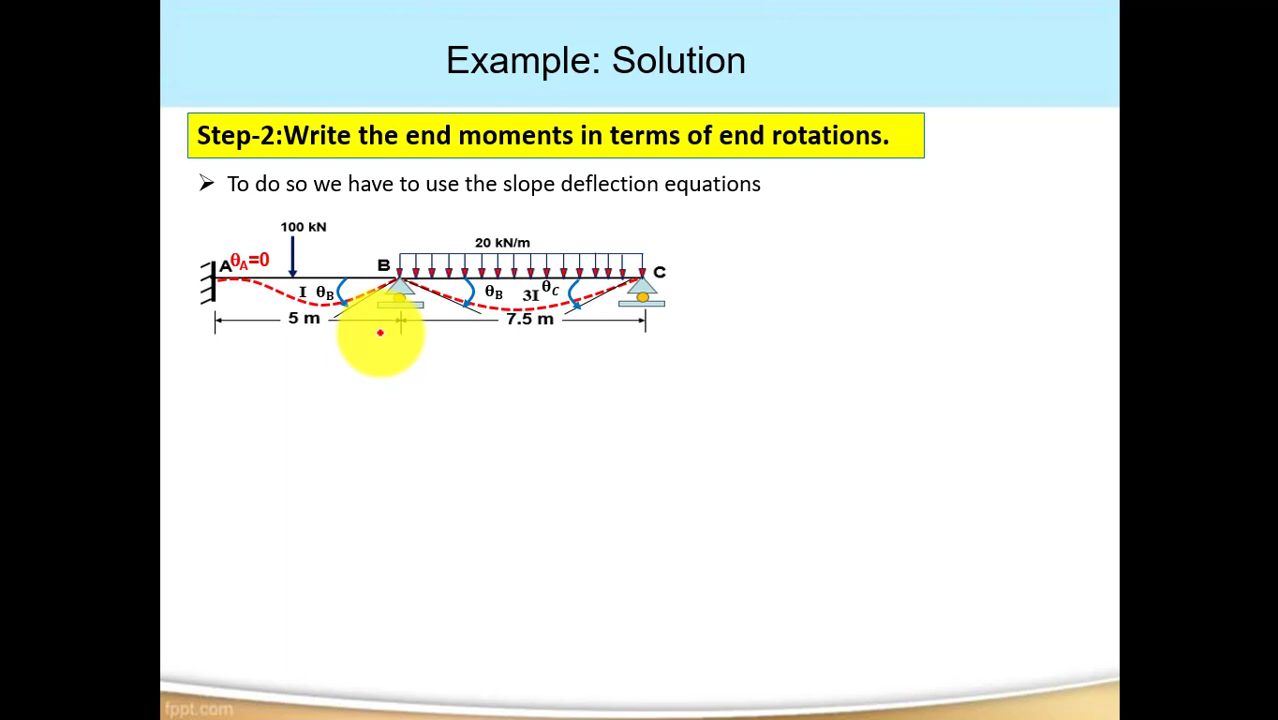 Example: Solution
Step-2:Write the end moments in terms of end rotations.
To do so we have to use the slope deflection equations
100 kN
20 kN/m
A θA=0 B C
I θB θB 3I θC
5 m 7.5 m
fppt.com